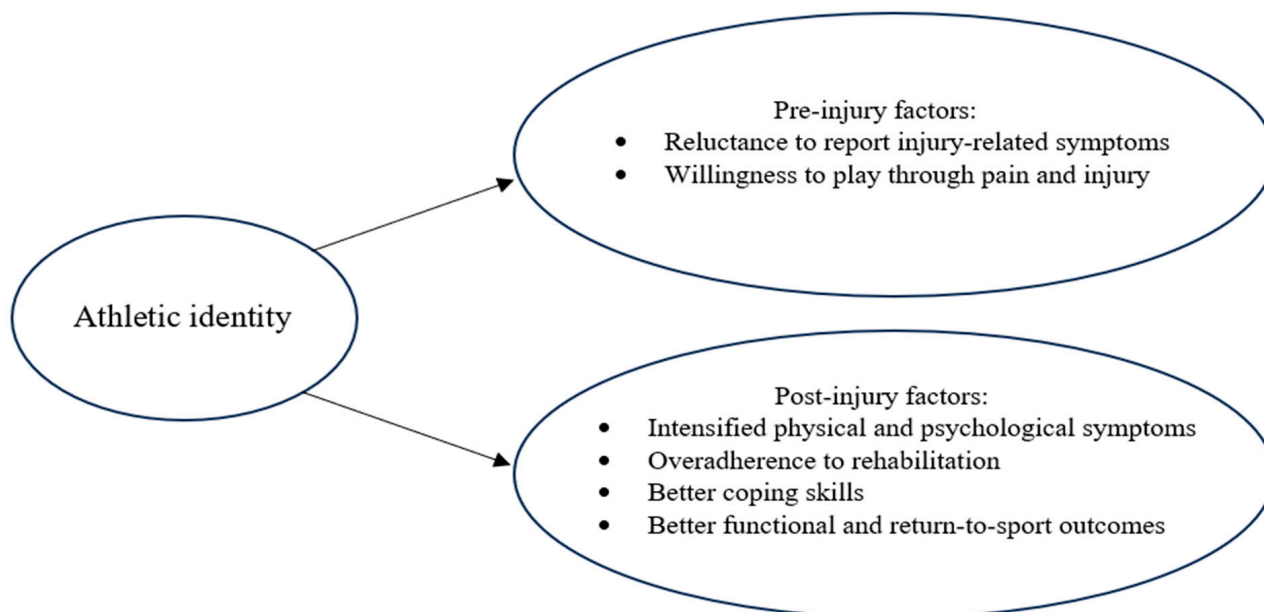 Pre-injury factors:
• Reluctance to report injury-related symptoms
• Willingness to play through pain and injury
Athletic identity
Post-injury factors:
• Intensified physical and psychological symptoms
• Overadherence to rehabilitation
• Better coping skills
• Better functional and return-to-sport outcomes